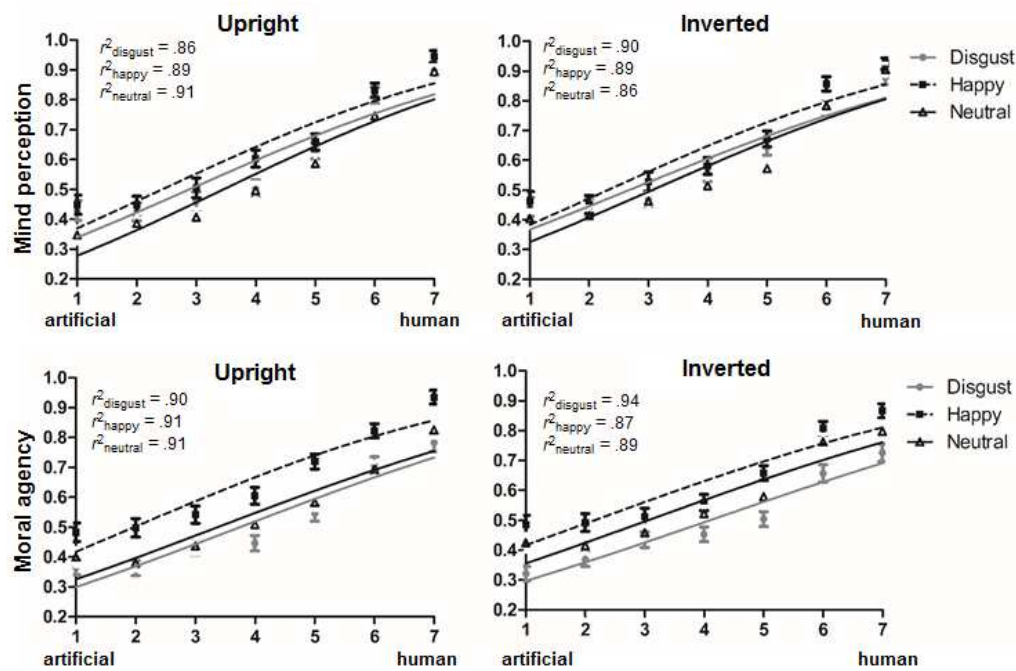 Upright
Inverted
Mind perception
1.0
0.9
0.8
0.7
0.6
0.5
0.4
0.3
0.2
r²disgust = .86
r²happy = .89
r²neutral = .91
1 2 3 4 5 6 7
artificial human
1.0
0.9
0.8
0.7
0.6
0.5
0.4
0.3
0.2
r²disgust = .90
r²happy = .89
r²neutral = .86
1 2 3 4 5 6 7
artificial human
Disgust
Happy
Neutral
Upright
Inverted
Moral agency
1.0
0.9
0.8
0.7
0.6
0.5
0.4
0.3
0.2
r²disgust = .90
r²happy = .91
r²neutral = .91
1 2 3 4 5 6 7
artificial human
1.0
0.9
0.8
0.7
0.6
0.5
0.4
0.3
0.2
r²disgust = .94
r²happy = .87
r²neutral = .89
1 2 3 4 5 6 7
artificial human
Disgust
Happy
Neutral